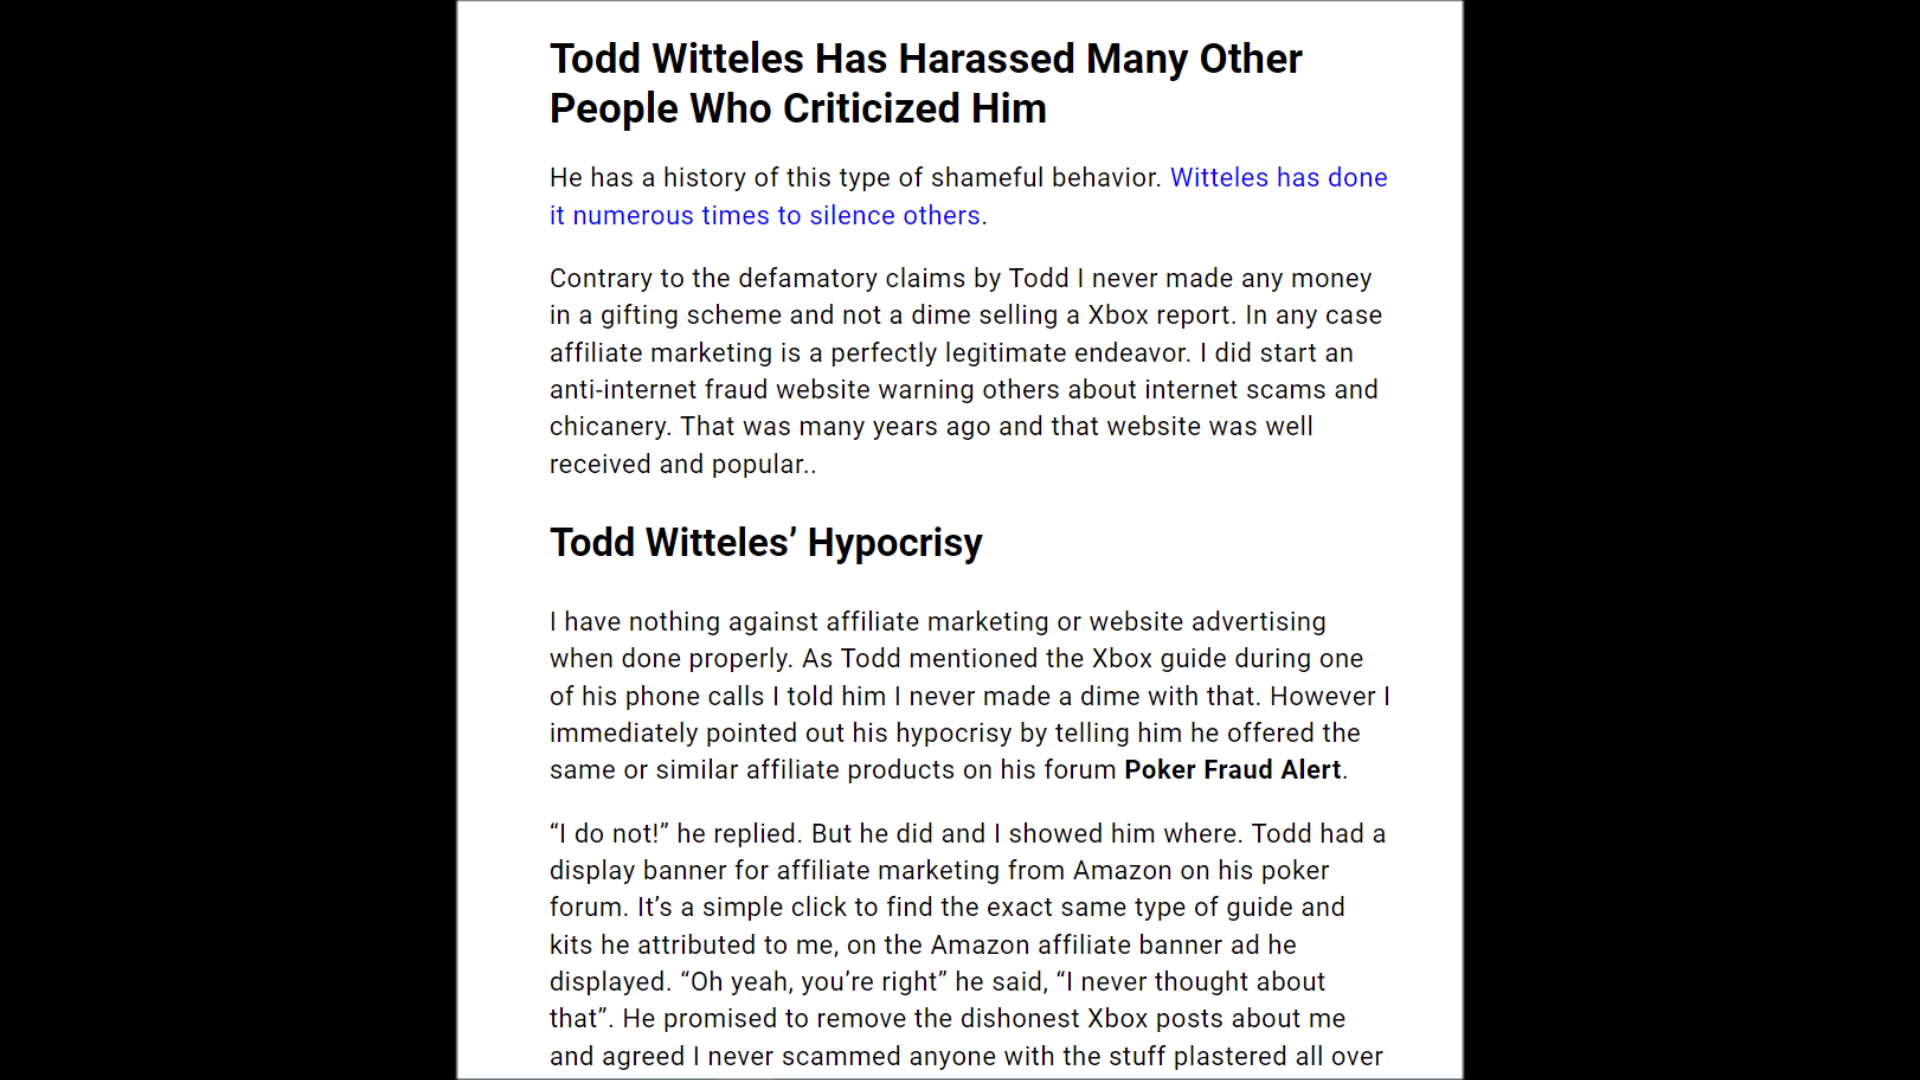 Todd Witteles Has Harassed Many Other
People Who Criticized Him
He has a history of this type of shameful behavior. Witteles has done
it numerous times to silence others.
Contrary to the defamatory claims by Todd I never made any money
in a gifting scheme and not a dime selling a Xbox report. In any case
affiliate marketing is a perfectly legitimate endeavor. I did start an
anti-internet fraud website warning others about internet scams and
chicanery. That was many years ago and that website was well
received and popular..
Todd Witteles’ Hypocrisy
I have nothing against affiliate marketing or website advertising
when done properly. As Todd mentioned the Xbox guide during one
of his phone calls I told him I never made a dime with that. However I
immediately pointed out his hypocrisy by telling him he offered the
same or similar affiliate products on his forum Poker Fraud Alert.
“I do not!” he replied. But he did and I showed him where. Todd had a
display banner for affiliate marketing from Amazon on his poker
forum. It’s a simple click to find the exact same type of guide and
kits he attributed to me, on the Amazon affiliate banner ad he
displayed. “Oh yeah, you’re right” he said, “I never thought about
that”. He promised to remove the dishonest Xbox posts about me
and agreed I never scammed anyone with the stuff plastered all over